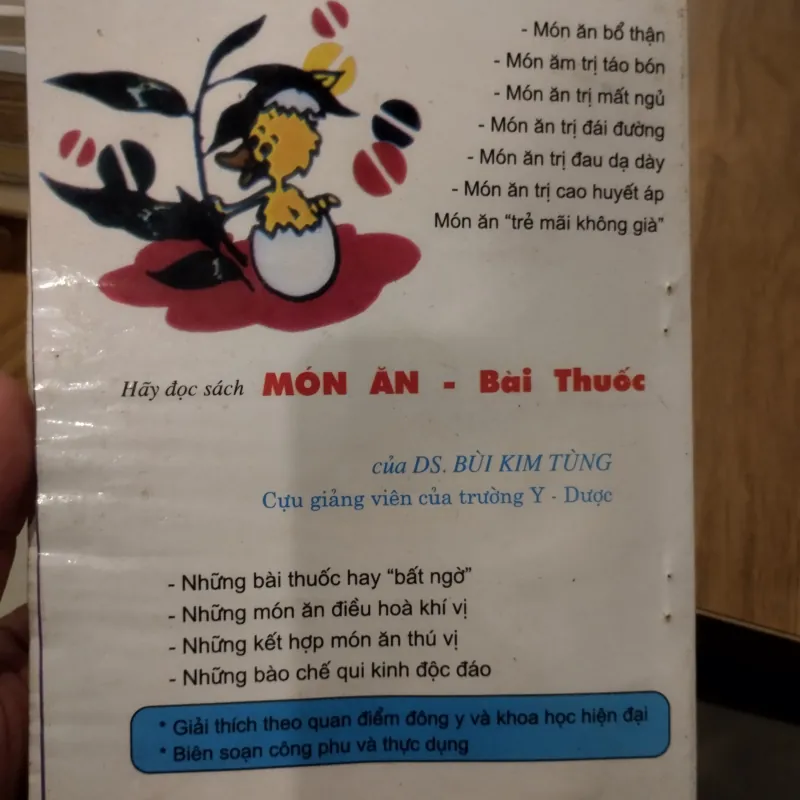 - Món ăn bổ thận
- Món ăm trị táo bón
- Món ăn trị mất ngủ
- Món ăn trị đái đường
- Món ăn trị đau dạ dày
- Món ăn trị cao huyết áp
Món ăn “trẻ mãi không già”
Hãy đọc sách MÓN ĂN - Bài Thuốc
của DS. BÙI KIM TÙNG
Cựu giảng viên của trường Y - Dược
- Những bài thuốc hay “bất ngờ”
- Những món ăn điều hoà khí vị
- Những kết hợp món ăn thú vị
- Những bào chế qui kinh độc đáo
* Giải thích theo quan điểm đông y và khoa học hiện đại
* Biên soạn công phu và thực dụng